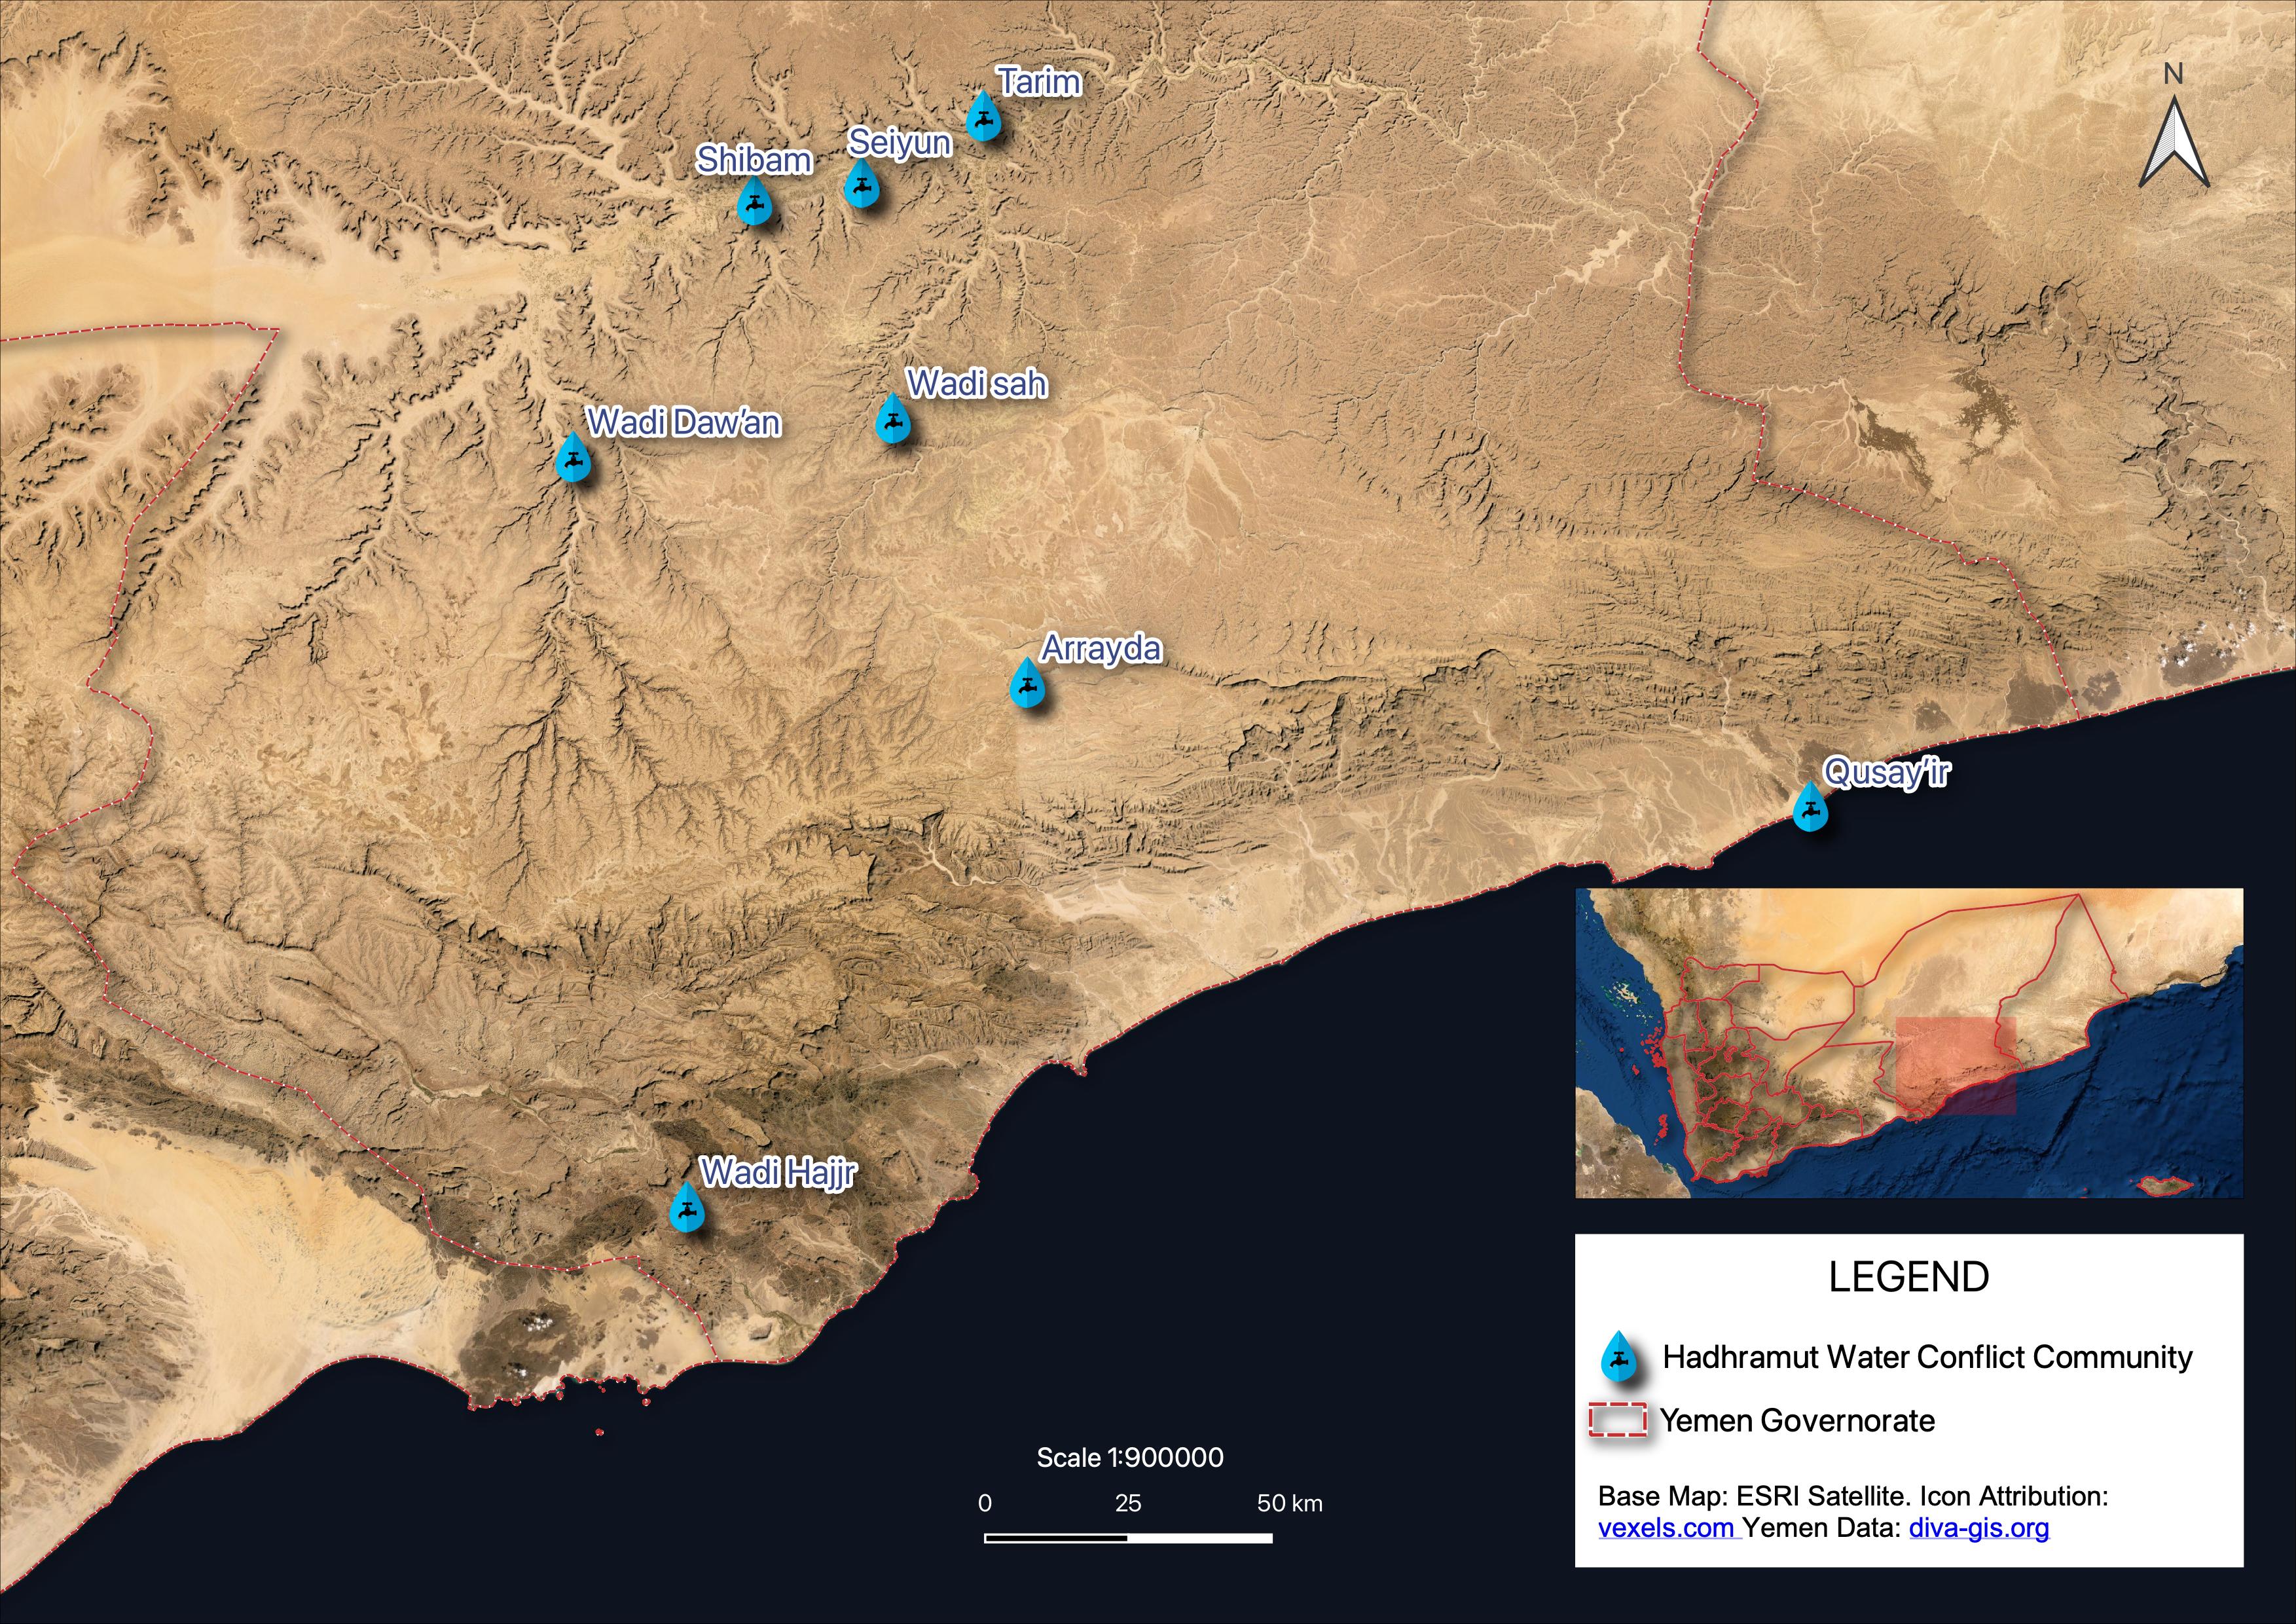 N
Tarim
Seiyun
Shibam
Wadi sah
Wadi Daw'an
Arrayda
Qusay'ir
Wadi Hajjr
Scale 1:900000
0 25 50 km
LEGEND
Hadhramut Water Conflict Community
Yemen Governorate
Base Map: ESRI Satellite. Icon Attribution:
vexels.com Yemen Data: diva-gis.org